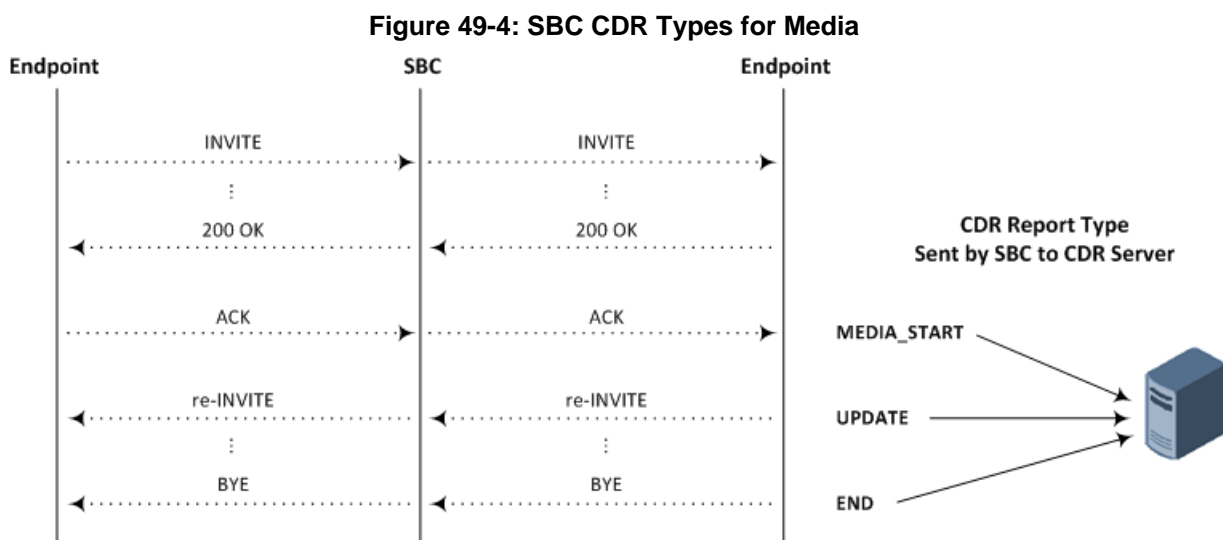 Figure 49-4: SBC CDR Types for Media
Endpoint SBC Endpoint
INVITE INVITE
200 OK 200 OK
CDR Report Type
Sent by SBC to CDR Server
ACK ACK
MEDIA_START
re-INVITE re-INVITE
UPDATE
BYE BYE
END